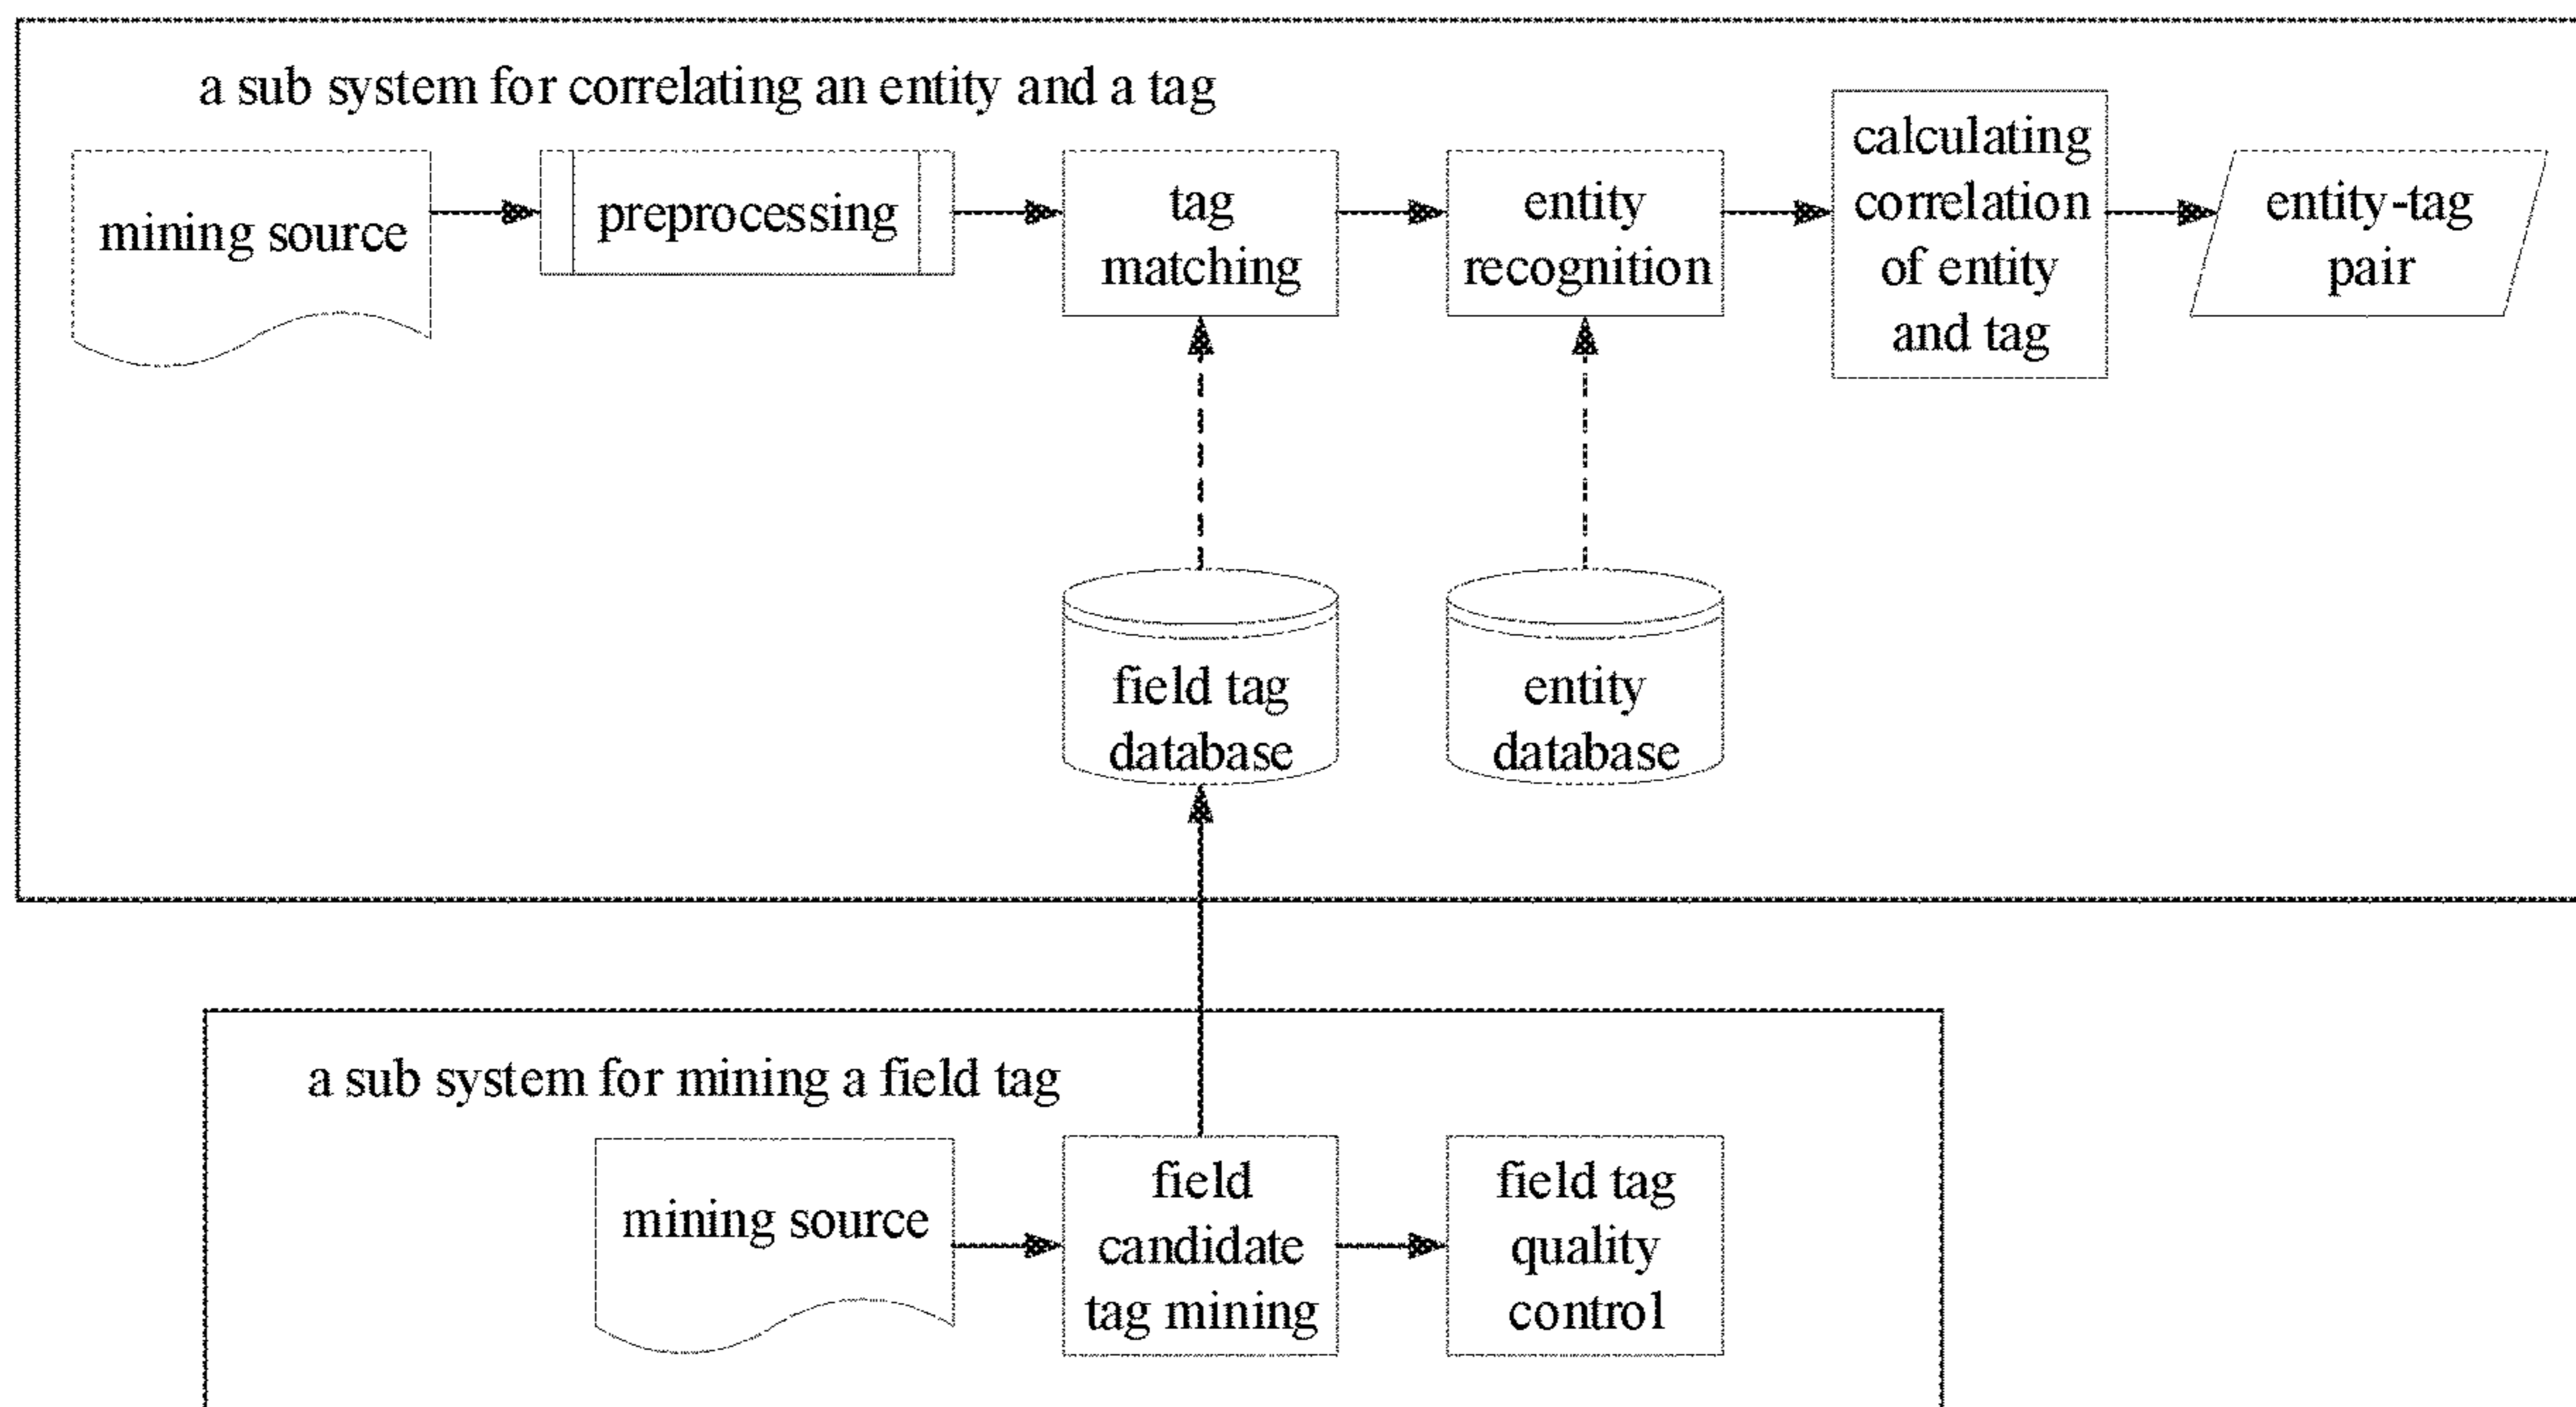 a sub system for correlating an entity and a tag
mining source
preprocessing
tag
matching
entity
recognition
calculating
correlation
of entity
and tag
entity-tag
pair
field tag
database
entity
database
a sub system for mining a field tag
mining source
field
candidate
tag mining
field tag
quality
control